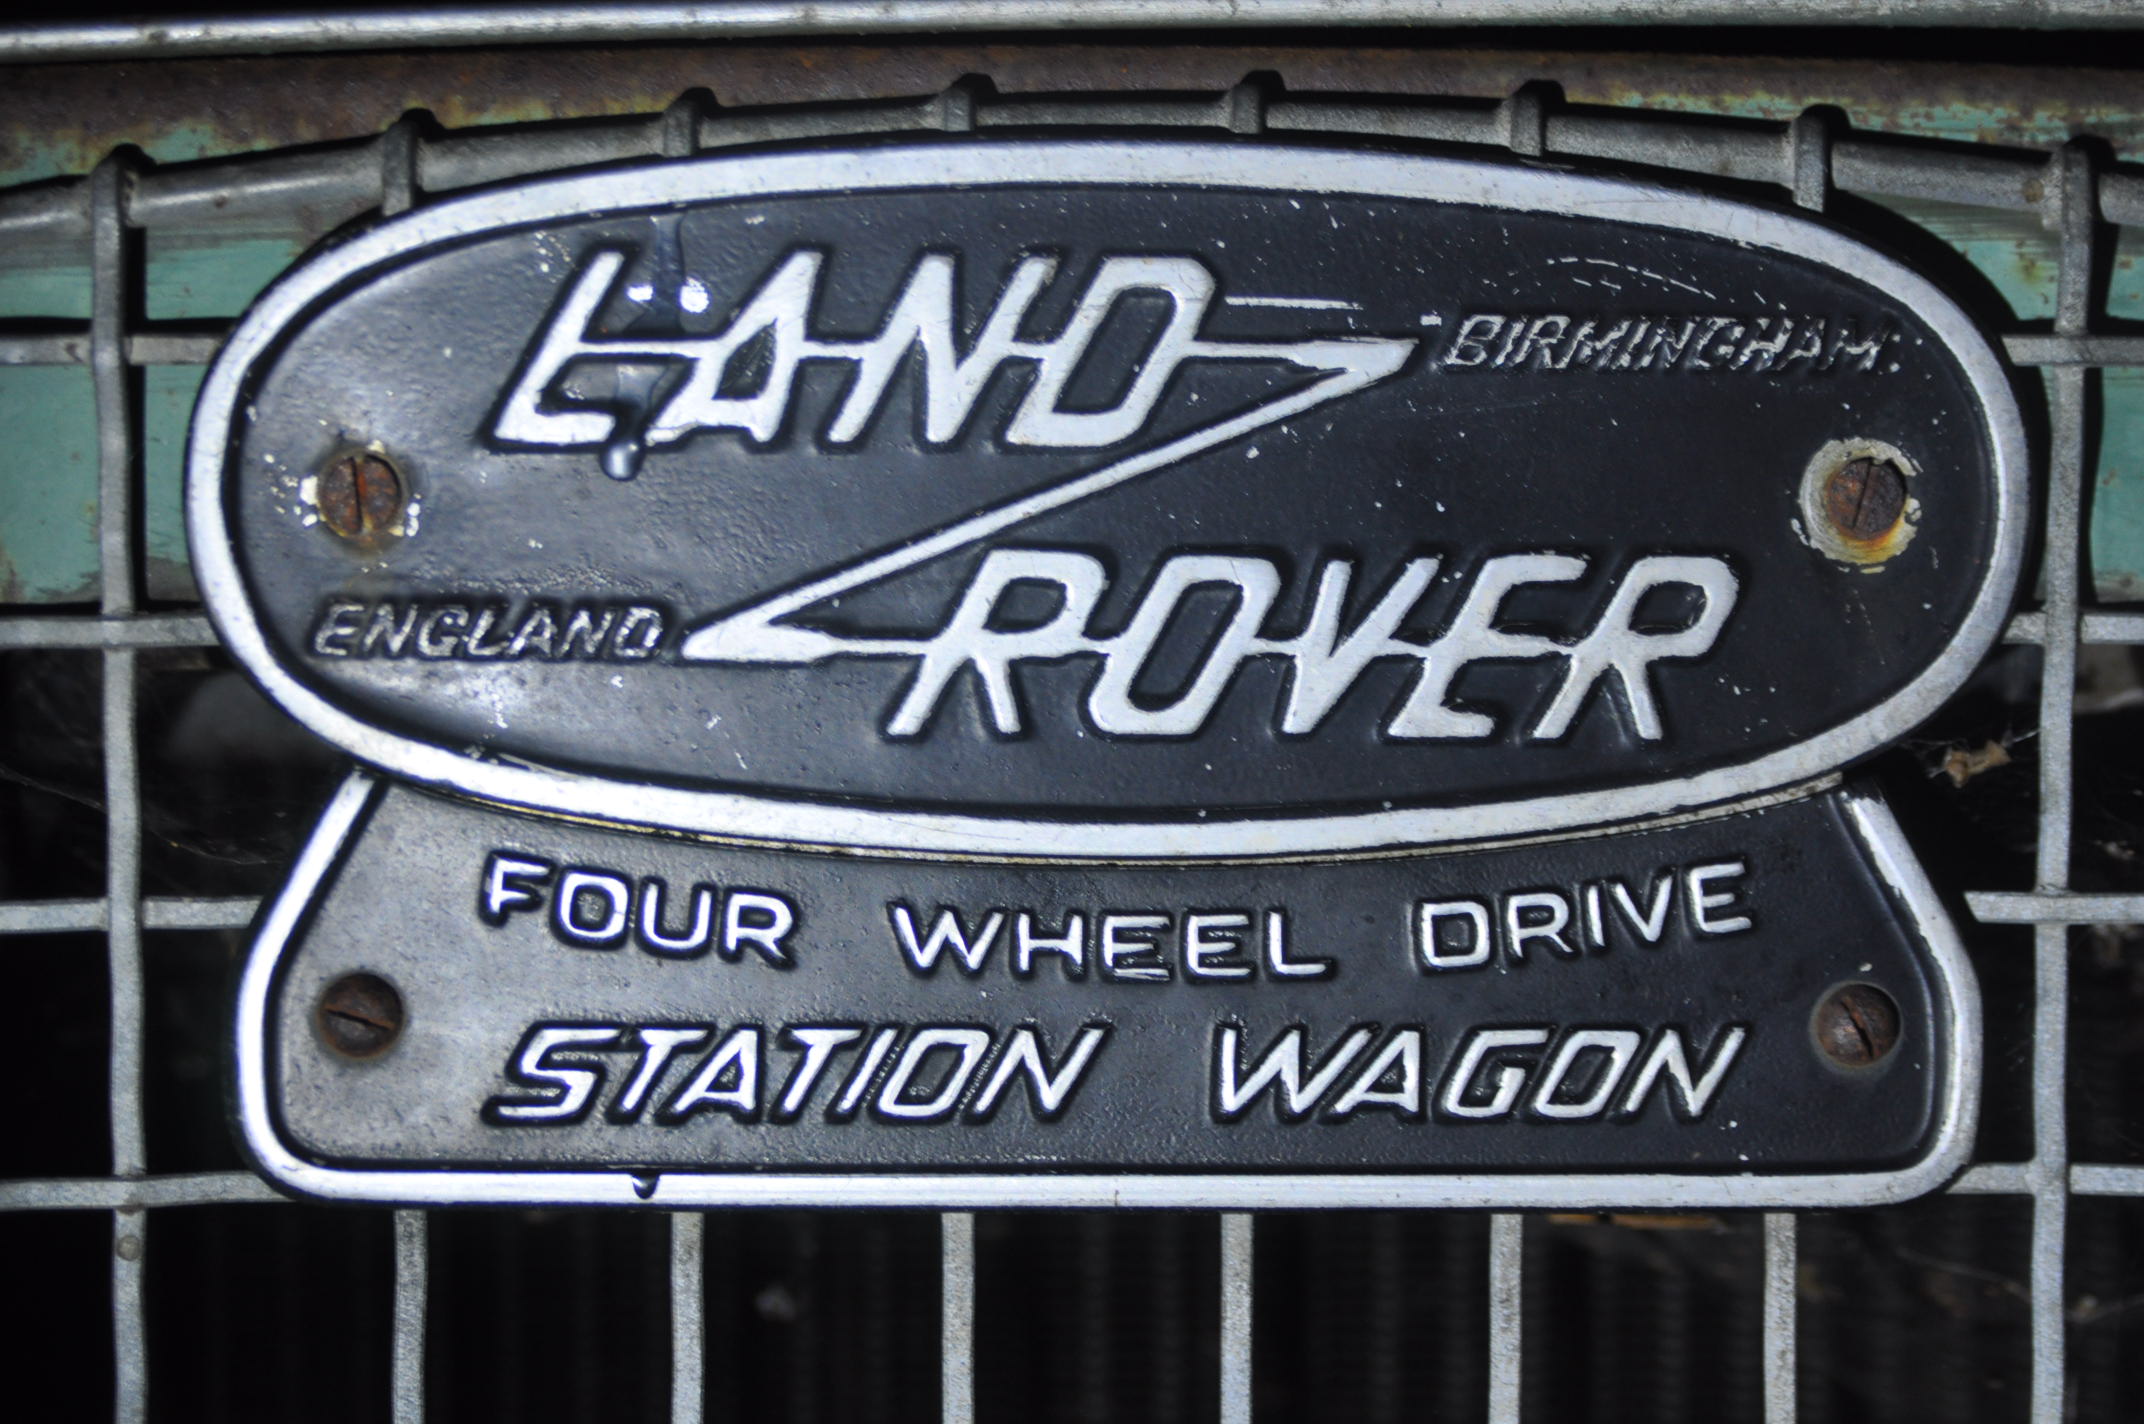 LAND
BIRMINGHAM
ENGLAND
ROVER
FOUR WHEEL DRIVE
STATION WAGON